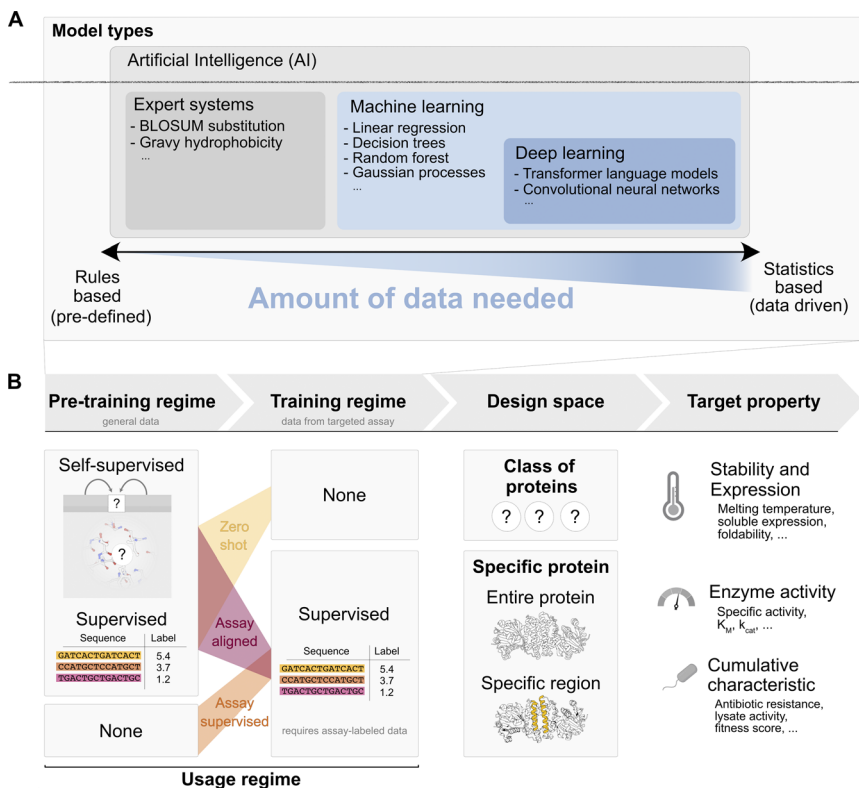 A
Model types
Artificial Intelligence (AI)
Expert systems
- BLOSUM substitution
- Gravy hydrophobicity
...
Machine learning
- Linear regression
- Decision trees
- Random forest
- Gaussian processes
...
Deep learning
- Transformer language models
- Convolutional neural networks
...
Rules
based
(pre-defined)
Amount of data needed
Statistics
based
(data driven)
B
Pre-training regime
general data
Training regime
data from targeted assay
Design space
Target property
Self-supervised
?
?
Supervised
Sequence Label
GATCACTGATCACT 5.4
CCATGCTCCATGCT 3.7
TGACTGCTGACTGC 1.2
None
Zero
shot
Assay
aligned
Assay
supervised
None
Supervised
Sequence Label
GATCACTGATCACT 5.4
CCATGCTCCATGCT 3.7
TGACTGCTGACTGC 1.2
requires assay-labeled data
Usage regime
Class of
proteins
? ? ?
Specific protein
Entire protein
Specific region
Stability and
Expression
Melting temperature,
soluble expression,
foldability, ...
Enzyme activity
Specific activity,
K_M, k_cat, ...
Cumulative
characteristic
Antibiotic resistance,
lysate activity,
fitness score, ...